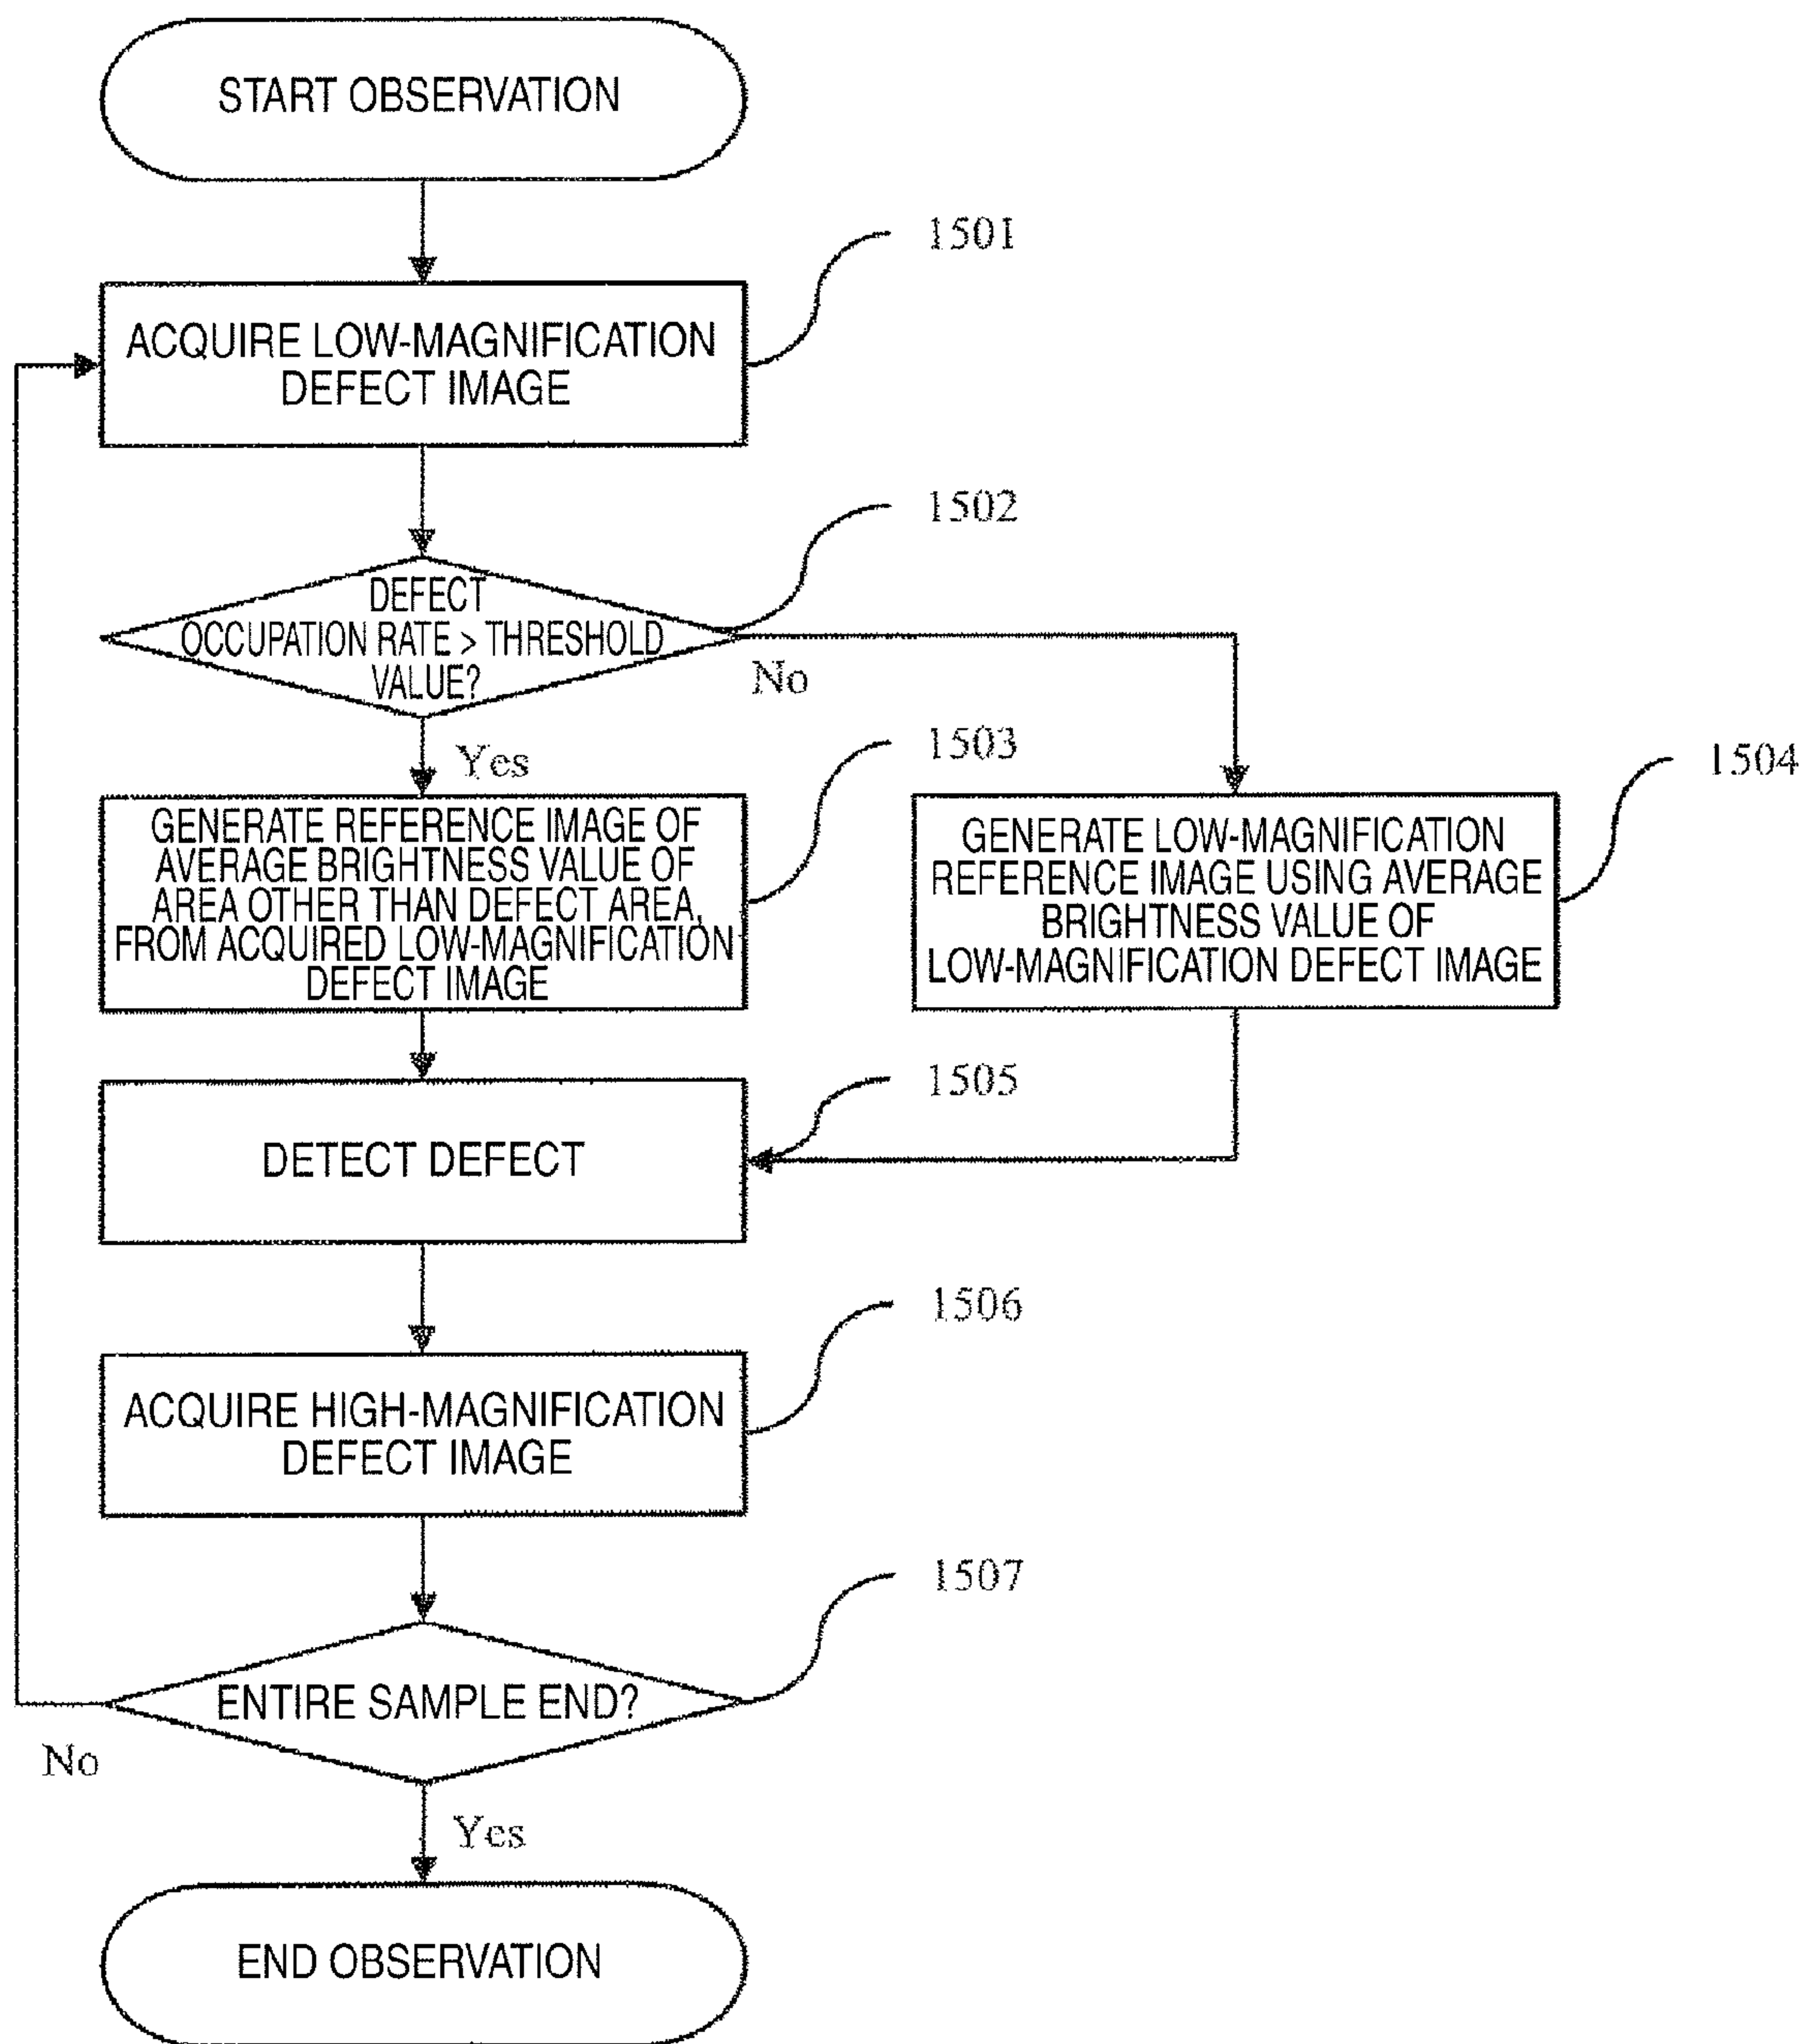 START OBSERVATION
1501
ACQUIRE LOW-MAGNIFICATION
DEFECT IMAGE
1502
DEFECT
OCCUPATION RATE > THRESHOLD
VALUE?
No
Yes
1503
1504
GENERATE REFERENCE IMAGE OF
AVERAGE BRIGHTNESS VALUE OF
AREA OTHER THAN DEFECT AREA,
FROM ACQUIRED LOW-MAGNIFICATION
DEFECT IMAGE
GENERATE LOW-MAGNIFICATION
REFERENCE IMAGE USING AVERAGE
BRIGHTNESS VALUE OF
LOW-MAGNIFICATION DEFECT IMAGE
1505
DETECT DEFECT
1506
ACQUIRE HIGH-MAGNIFICATION
DEFECT IMAGE
1507
ENTIRE SAMPLE END?
No
Yes
END OBSERVATION